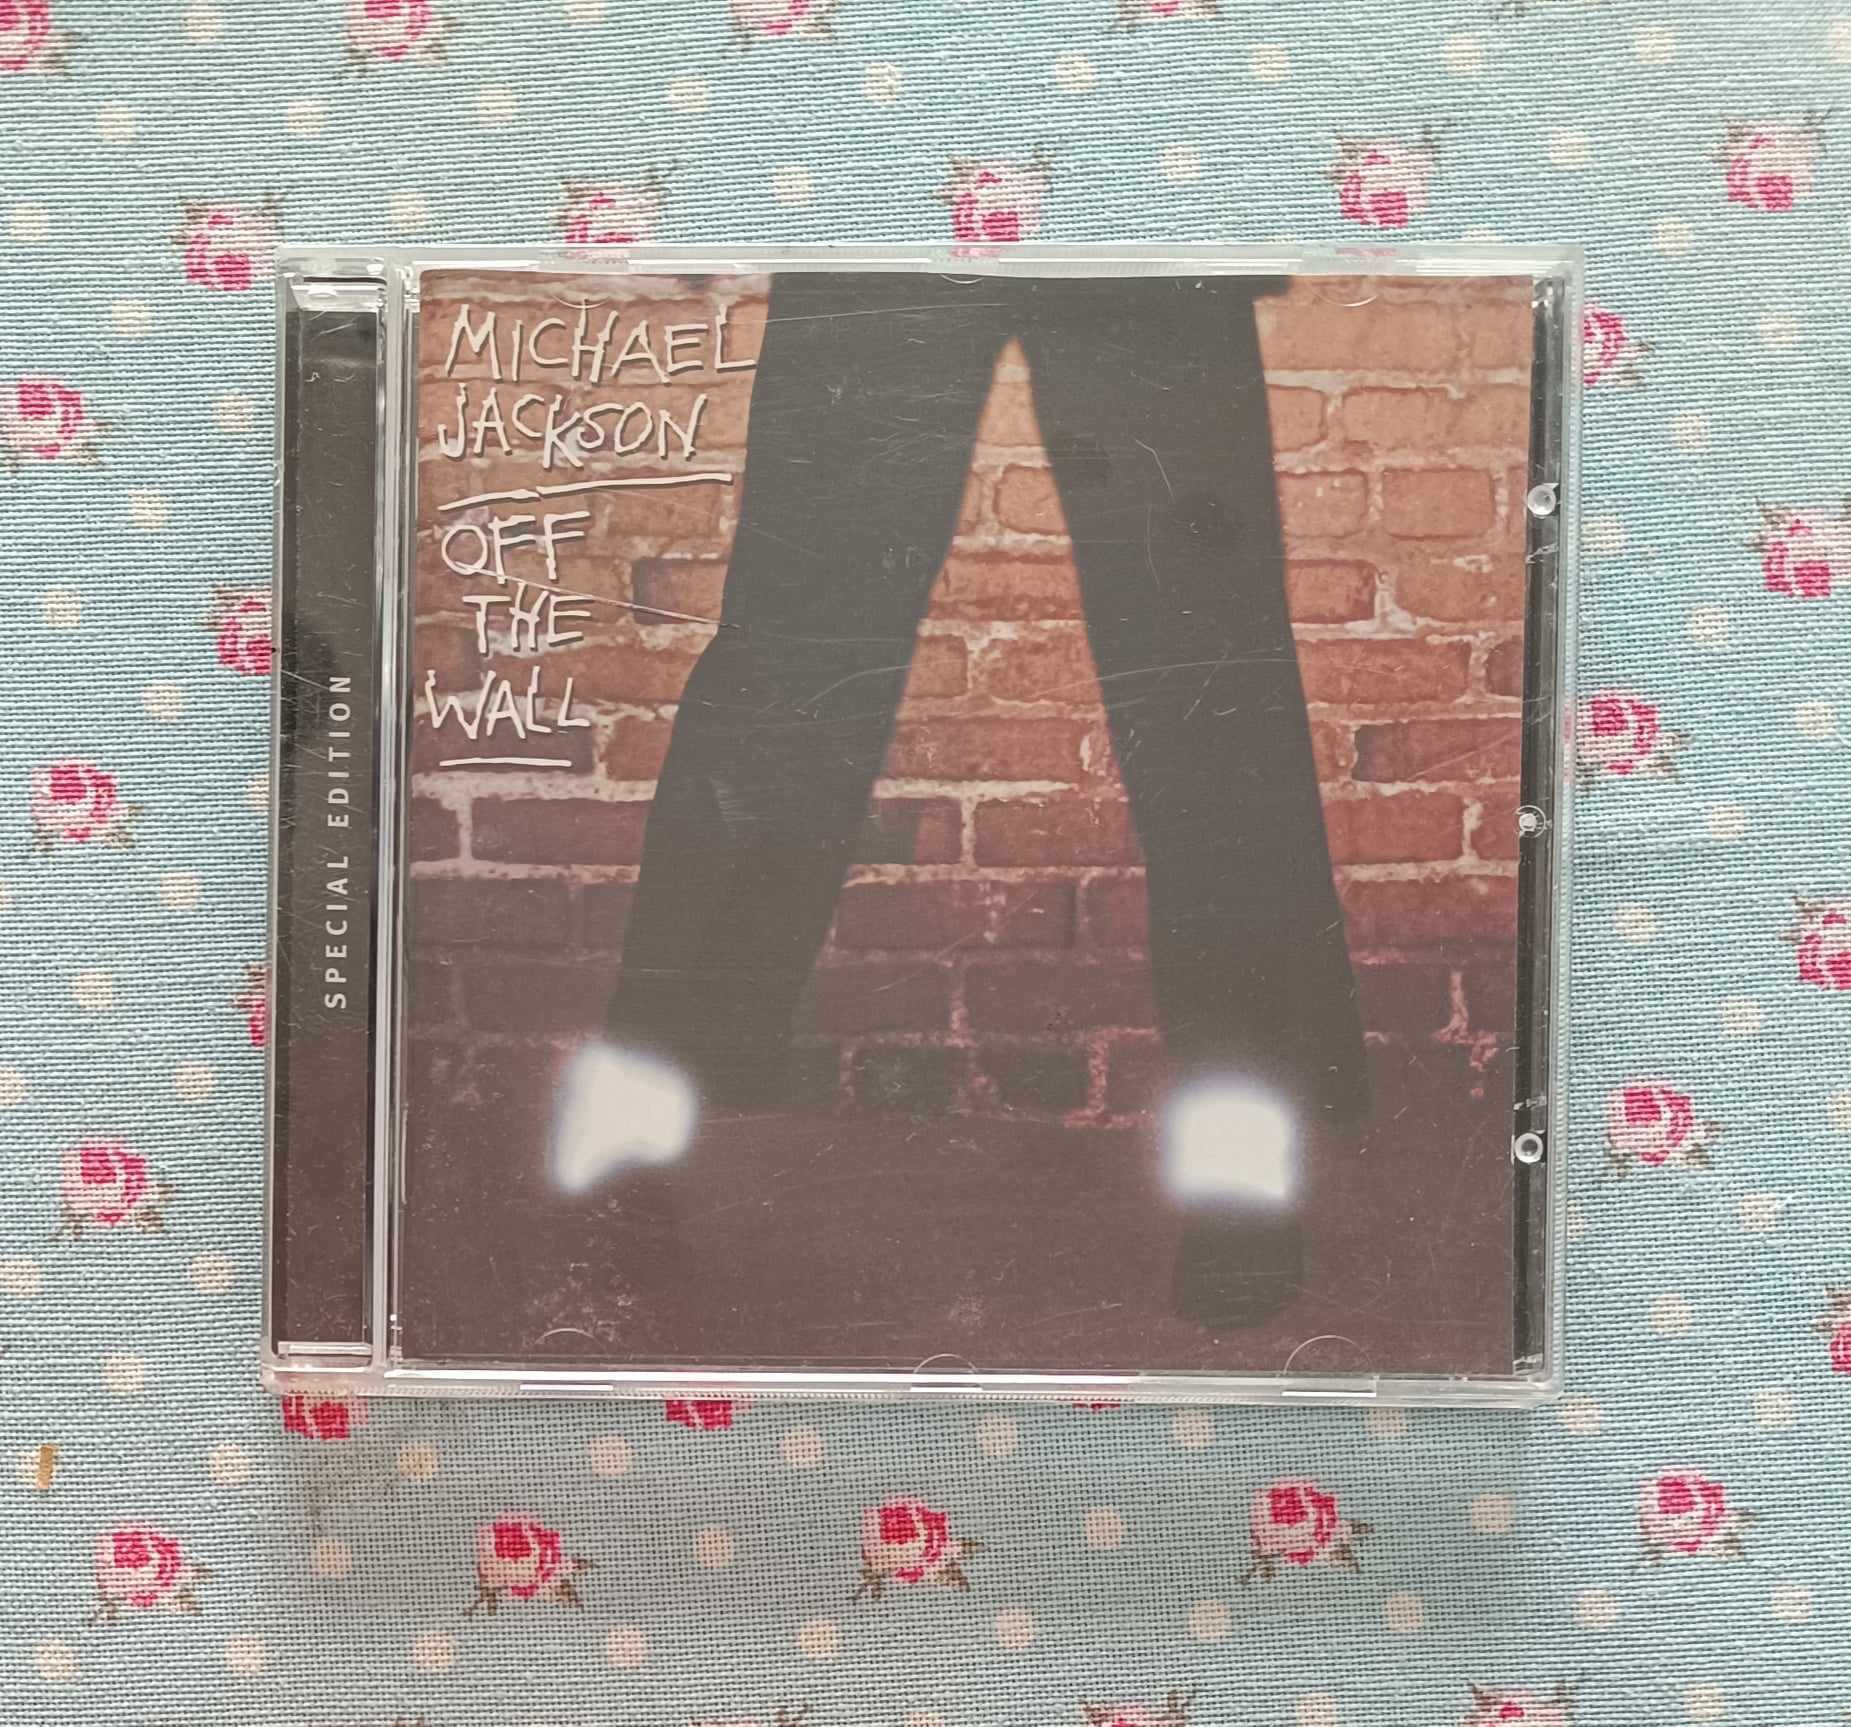 SPECIAL EDITION
MICHAEL
JACKSON
OFF
THE
WALL